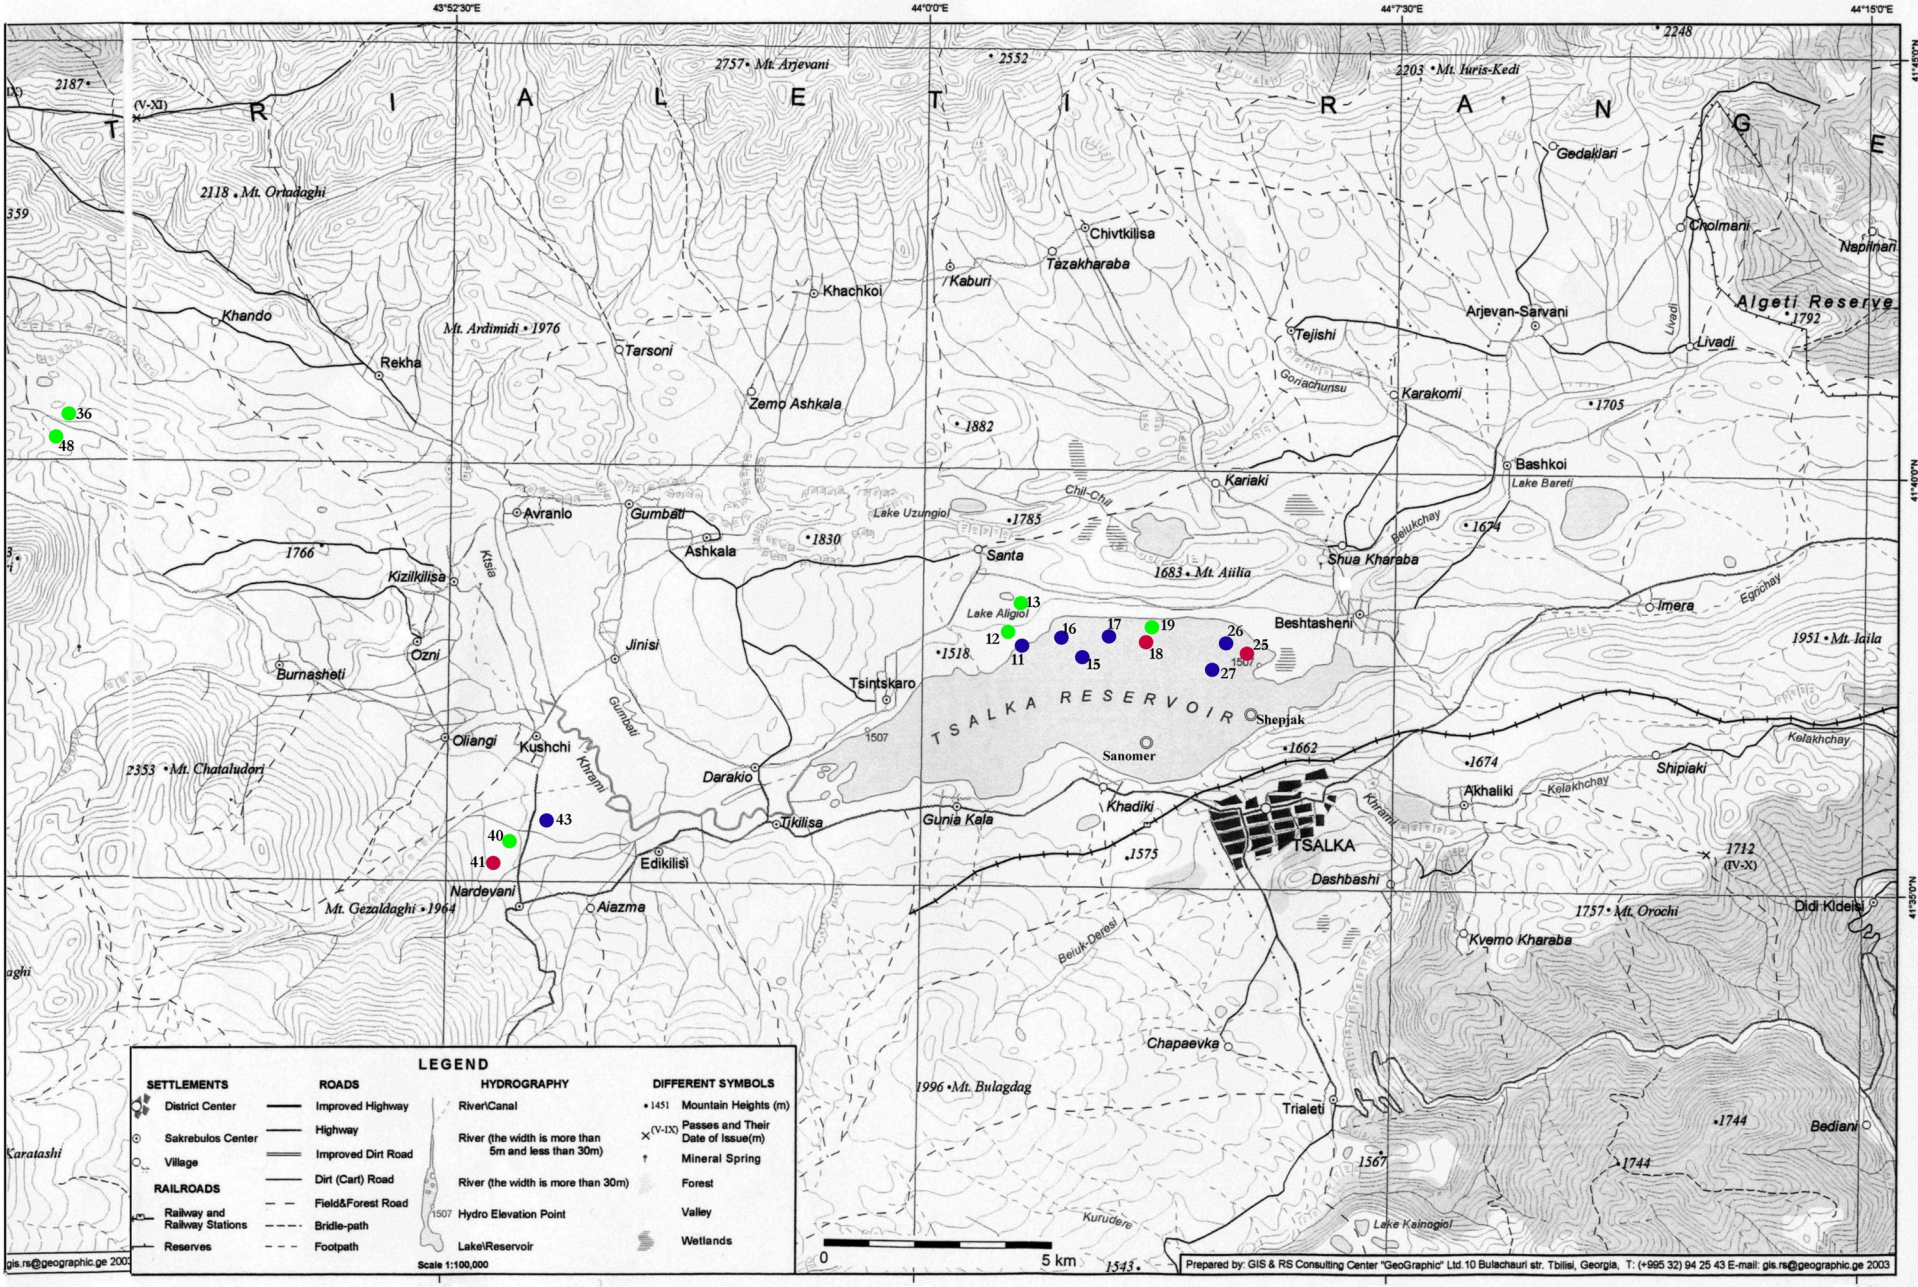 43°52'30"E
44°0'0"E
44°7'30"E
44°15'0"E
2248
2757 Mt. Arjevani
2552
2203 Mt. Iuris-Kedi
41°45'0"N
2187
(V-XI)
T R I A L E T I R A N G E
Gedaklari
2118 Mt. Ortadaghi
359
Chivtkilisa
Cholmani
Napilnari
Tazakharaba
Kaburi
Khachkoi
Algeti Reserve
1792
Khando
Mt. Ardimidi 1976
Arjevan-Sarvani
Livadi
Tejishi
Livadi
Tarsoni
Rekha
Goriachunsu
Karakomi
Zemo Ashkala
1705
36
1882
48
Bashkoi
Kariaki
Lake Bareti
41°40'0"N
Chil-Chil
Avranlo
Gumbati
Lake Uzungiol
1785
Beiukchay
1674
1766
Ashkala
1830
Santa
Shua Kharaba
Ktsia
Kizilkilisa
1683 Mt. Aiilia
Egrichay
Lake Aligiol
13
Imera
Beshtasheni
12
16
17
19
26
1951 Mt. Iaila
Ozni
Jinisi
1518
11
15
18
25
1507
27
Burnasheti
Tsintskaro
TSALKA RESERVOIR
Gumbati
Shepjak
1507
Oliangi
Kushchi
Sanomer
1662
Kelakhchay
2353 Mt. Chataludori
Khrami
Darakio
1674
Shipiaki
Khadiki
Akhaliki
Kelakhchay
Khrami
43
Gunia Kala
Tikilisa
40
TSALKA
41
Edikilisi
1575
1712
(IV-X)
Dashbashi
Nardevani
Mt. Gezaldaghi 1964
Aiazma
1757 Mt. Orochi
Didi Kldeisi
41°35'0"N
Beiuk-Deresi
Kvemo Kharaba
aghi
Chapaevka
1996 Mt. Bulagdag
Trialeti
1744
Bediani
Karatashi
1567
1744
Kurudere
Lake Kainogiol
1543
LEGEND
SETTLEMENTS
District Center
Sakrebulos Center
Village
RAILROADS
Railway and
Railway Stations
Reserves
ROADS
Improved Highway
Highway
Improved Dirt Road
Dirt (Cart) Road
Field&Forest Road
Bridle-path
Footpath
HYDROGRAPHY
River\Canal
River (the width is more than
5m and less than 30m)
River (the width is more than 30m)
1507 Hydro Elevation Point
Lake\Reservoir
DIFFERENT SYMBOLS
1451 Mountain Heights (m)
(V-IX) Passes and Their
Date of Issue(m)
Mineral Spring
Forest
Valley
Wetlands
Scale 1:100,000
0
5 km
gis.rs@geographic.ge 2003
Prepared by: GIS & RS Consulting Center "GeoGraphic" Ltd.10 Bulachauri str. Tbilisi, Georgia, T: (+995 32) 94 25 43 E-mail: gis.rs@geographic.ge 2003